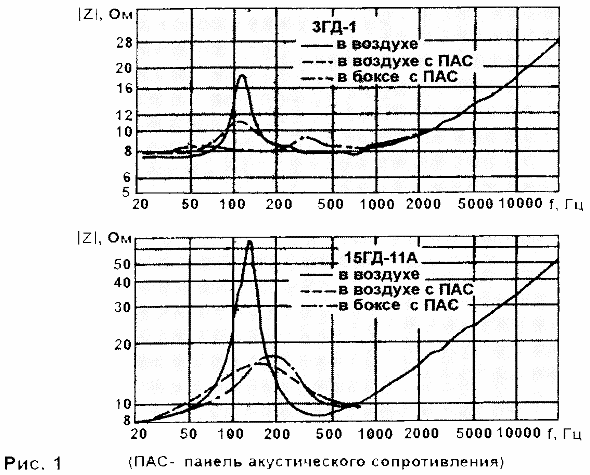 |Z|, Ом
3ГД-1
в воздухе
в воздухе с ПАС
в боксе с ПАС
28
20
16
12
10
8
6
5
20 50 100 200 400 1000 2000 5000 10000 f, Гц
|Z|, Ом
15ГД-11А
в воздухе
в воздухе с ПАС
в боксе с ПАС
50
40
30
20
10
8
20 50 100 200 400 1000 2000 5000 10000 f, Гц
Рис. 1 (ПАС- панель акустического сопротивления)